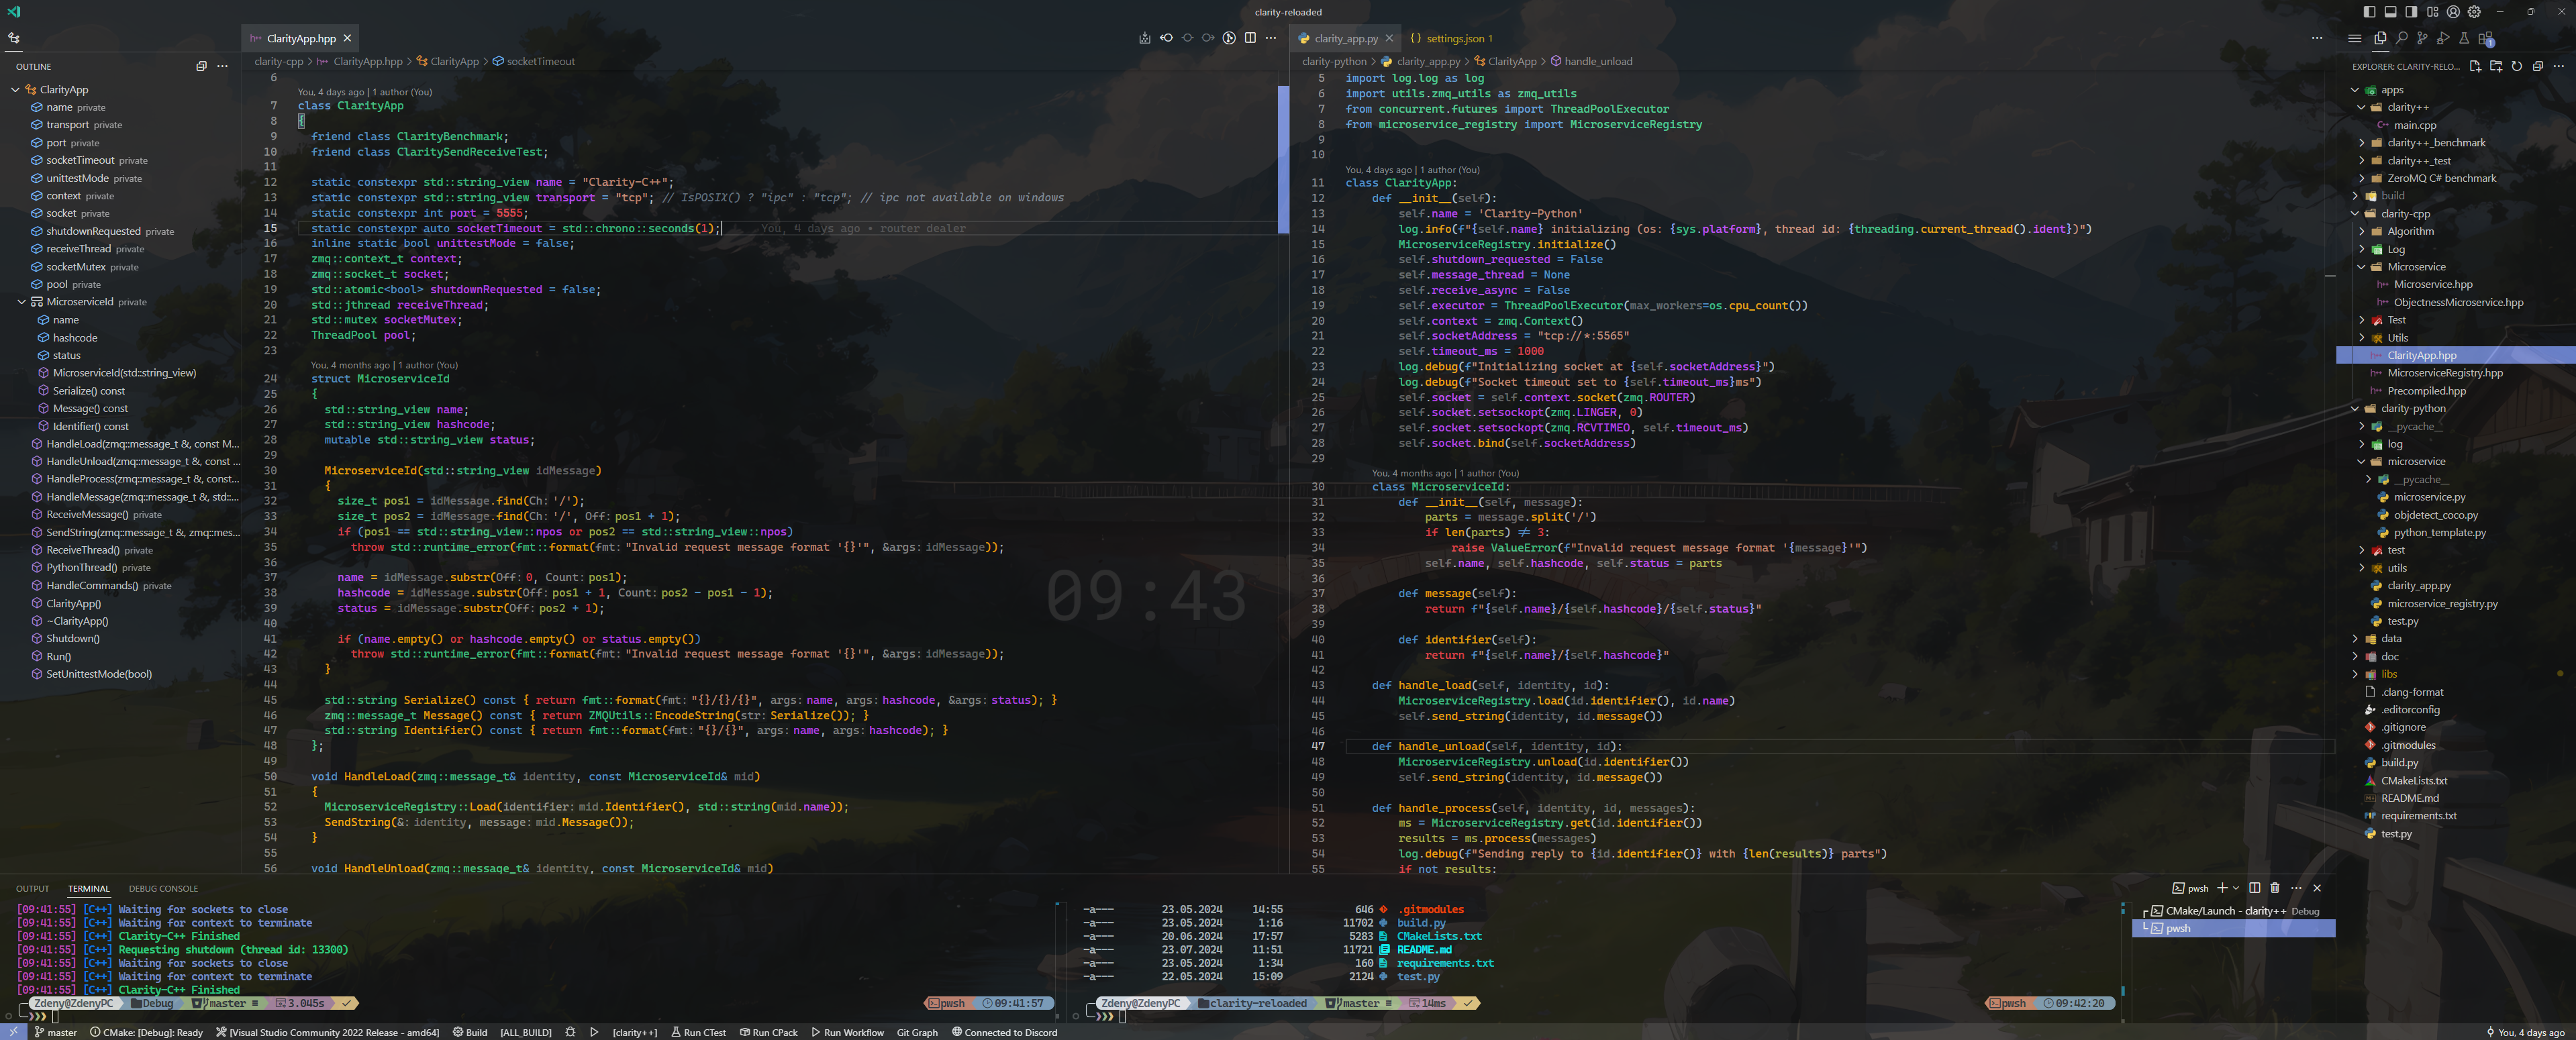 clarity-reloaded
OUTLINE
ClarityApp
name private
transport private
port private
socketTimeout private
unittestMode private
context private
socket private
shutdownRequested private
receiveThread private
socketMutex private
pool private
MicroserviceId private
name
hashcode
status
MicroserviceId(std::string_view)
Serialize() const
Message() const
Identifier() const
HandleLoad(zmq::message_t &, const M...
HandleUnload(zmq::message_t &, const ...
HandleProcess(zmq::message_t &, const...
HandleMessage(zmq::message_t &, std::...
ReceiveMessage() private
SendString(zmq::message_t &, zmq::mes...
ReceiveThread() private
PythonThread() private
HandleCommands() private
ClarityApp()
~ClarityApp()
Shutdown()
Run()
SetUnittestMode(bool)
ClarityApp.hpp
clarity-cpp > ClarityApp.hpp > ClarityApp > socketTimeout
6
You, 4 days ago | 1 author (You)
7 class ClarityApp
8 {
9 friend class ClarityBenchmark;
10 friend class ClaritySendReceiveTest;
11
12 static constexpr std::string_view name = "Clarity-C++";
13 static constexpr std::string_view transport = "tcp"; // IsPOSIX() ? "ipc" : "tcp"; // ipc not available on windows
14 static constexpr int port = 5555;
15 static constexpr auto socketTimeout = std::chrono::seconds(1); You, 4 days ago • router dealer
16 inline static bool unittestMode = false;
17 zmq::context_t context;
18 zmq::socket_t socket;
19 std::atomic<bool> shutdownRequested = false;
20 std::jthread receiveThread;
21 std::mutex socketMutex;
22 ThreadPool pool;
23
You, 4 months ago | 1 author (You)
24 struct MicroserviceId
25 {
26 std::string_view name;
27 std::string_view hashcode;
28 mutable std::string_view status;
29
30 MicroserviceId(std::string_view idMessage)
31 {
32 size_t pos1 = idMessage.find(Ch: '/');
33 size_t pos2 = idMessage.find(Ch: '/', Off: pos1 + 1);
34 if (pos1 == std::string_view::npos or pos2 == std::string_view::npos)
35 throw std::runtime_error(fmt::format(fmt: "Invalid request message format '{}'", &args: idMessage));
36
37 name = idMessage.substr(Off: 0, Count: pos1);
38 hashcode = idMessage.substr(Off: pos1 + 1, Count: pos2 - pos1 - 1);
39 status = idMessage.substr(Off: pos2 + 1);
40
41 if (name.empty() or hashcode.empty() or status.empty())
42 throw std::runtime_error(fmt::format(fmt: "Invalid request message format '{}'", &args: idMessage));
43 }
44
45 std::string Serialize() const { return fmt::format(fmt: "{}/{}/{}", args: name, args: hashcode, &args: status); }
46 zmq::message_t Message() const { return ZMQUtils::EncodeString(str: Serialize()); }
47 std::string Identifier() const { return fmt::format(fmt: "{}/{}", args: name, args: hashcode); }
48 };
49
50 void HandleLoad(zmq::message_t& identity, const MicroserviceId& mid)
51 {
52 MicroserviceRegistry::Load(identifier: mid.Identifier(), std::string(mid.name));
53 SendString(&: identity, message: mid.Message());
54 }
55
56 void HandleUnload(zmq::message_t& identity, const MicroserviceId& mid)
09:43
clarity_app.py
settings.json 1
clarity-python > clarity_app.py > ClarityApp > handle_unload
5 import log.log as log
6 import utils.zmq_utils as zmq_utils
7 from concurrent.futures import ThreadPoolExecutor
8 from microservice_registry import MicroserviceRegistry
9
10
You, 4 days ago | 1 author (You)
11 class ClarityApp:
12 def __init__(self):
13 self.name = 'Clarity-Python'
14 log.info(f"{self.name} initializing (os: {sys.platform}, thread id: {threading.current_thread().ident})")
15 MicroserviceRegistry.initialize()
16 self.shutdown_requested = False
17 self.message_thread = None
18 self.receive_async = False
19 self.executor = ThreadPoolExecutor(max_workers=os.cpu_count())
20 self.context = zmq.Context()
21 self.socketAddress = "tcp://*:5565"
22 self.timeout_ms = 1000
23 log.debug(f"Initializing socket at {self.socketAddress}")
24 log.debug(f"Socket timeout set to {self.timeout_ms}ms")
25 self.socket = self.context.socket(zmq.ROUTER)
26 self.socket.setsockopt(zmq.LINGER, 0)
27 self.socket.setsockopt(zmq.RCVTIMEO, self.timeout_ms)
28 self.socket.bind(self.socketAddress)
29
You, 4 months ago | 1 author (You)
30 class MicroserviceId:
31 def __init__(self, message):
32 parts = message.split('/')
33 if len(parts) ≠ 3:
34 raise ValueError(f"Invalid request message format '{message}'")
35 self.name, self.hashcode, self.status = parts
36
37 def message(self):
38 return f"{self.name}/{self.hashcode}/{self.status}"
39
40 def identifier(self):
41 return f"{self.name}/{self.hashcode}"
42
43 def handle_load(self, identity, id):
44 MicroserviceRegistry.load(id.identifier(), id.name)
45 self.send_string(identity, id.message())
46
47 def handle_unload(self, identity, id):
48 MicroserviceRegistry.unload(id.identifier())
49 self.send_string(identity, id.message())
50
51 def handle_process(self, identity, id, messages):
52 ms = MicroserviceRegistry.get(id.identifier())
53 results = ms.process(messages)
54 log.debug(f"Sending reply to {id.identifier()} with {len(results)} parts")
55 if not results:
1
EXPLORER: CLARITY-RELO...
apps
clarity++
main.cpp
clarity++_benchmark
clarity++_test
ZeroMQ C# benchmark
build
clarity-cpp
Algorithm
Log
Microservice
Microservice.hpp
ObjectnessMicroservice.hpp
Test
Utils
ClarityApp.hpp
MicroserviceRegistry.hpp
Precompiled.hpp
clarity-python
__pycache__
log
microservice
__pycache__
microservice.py
objdetect_coco.py
python_template.py
test
utils
clarity_app.py
microservice_registry.py
test.py
data
doc
libs
.clang-format
.editorconfig
.gitignore
.gitmodules
build.py
CMakeLists.txt
README.md
requirements.txt
test.py
OUTPUT TERMINAL DEBUG CONSOLE
[09:41:55] [C++] Waiting for sockets to close
[09:41:55] [C++] Waiting for context to terminate
[09:41:55] [C++] Clarity-C++ Finished
[09:41:55] [C++] Requesting shutdown (thread id: 13300)
[09:41:55] [C++] Waiting for sockets to close
[09:41:55] [C++] Waiting for context to terminate
[09:41:55] [C++] Clarity-C++ Finished
Zdeny@ZdenyPC Debug master ≡ 3.045s ✓ pwsh 09:41:57
-a--- 23.05.2024 14:55 646 .gitmodules
-a--- 23.05.2024 1:16 11702 build.py
-a--- 20.06.2024 17:57 5283 CMakeLists.txt
-a--- 23.07.2024 11:51 11721 README.md
-a--- 23.05.2024 1:34 160 requirements.txt
-a--- 22.05.2024 15:09 2124 test.py
Zdeny@ZdenyPC clarity-reloaded master ≡ 14ms ✓ pwsh 09:42:20
pwsh
CMake/Launch - clarity++ Debug
pwsh
master CMake: [Debug]: Ready [Visual Studio Community 2022 Release - amd64] Build [ALL_BUILD] [clarity++] Run CTest Run CPack Run Workflow Git Graph Connected to Discord You, 4 days ago